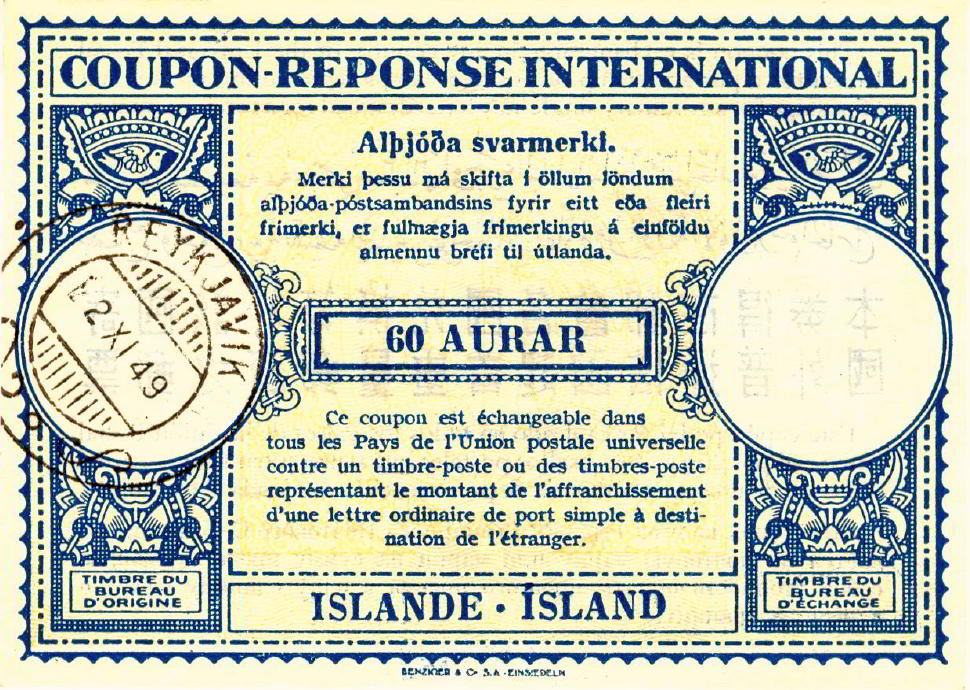 COUPON-REPONSE INTERNATIONAL
Alþjóða svarmerki.
Merki þessu má skifta í öllum löndum
alþjóða-póstsambandsins fyrir eitt eða fleiri
frímerki, er fullnægja frímerkingu á einföldu
almennu bréfi til útlanda.
REYKJAVIK
2 XI 49
60 AURAR
Ce coupon est échangeable dans
tous les Pays de l'Union postale universelle
contre un timbre-poste ou des timbres-poste
représentant le montant de l'affranchissement
d'une lettre ordinaire de port simple à desti-
nation de l'étranger.
TIMBRE DU
BUREAU
D'ORIGINE
TIMBRE DU
BUREAU
D'ÉCHANGE
ISLANDE · ÍSLAND
BENZIGER & Co S.A. - EINSIEDELN